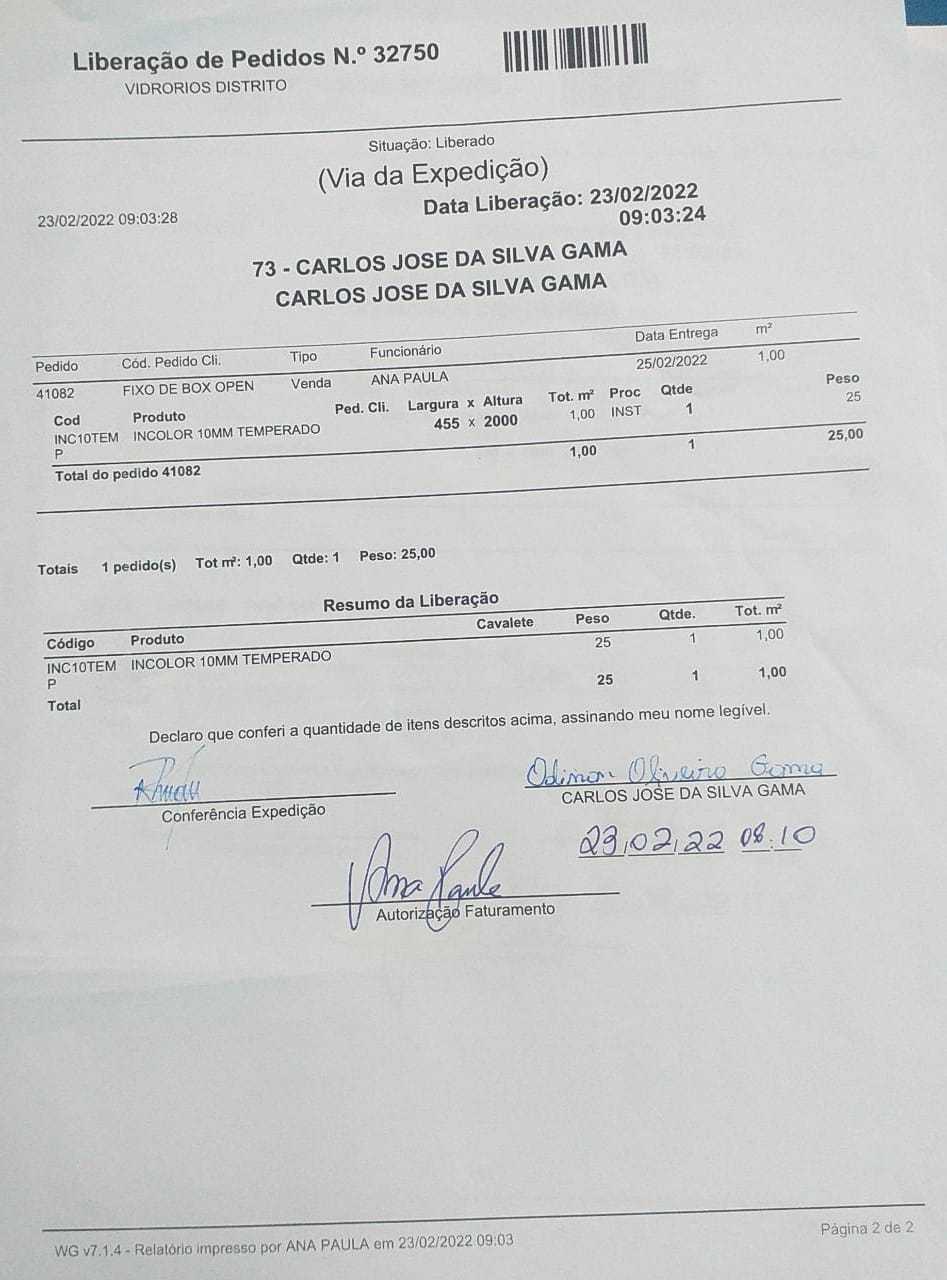 Liberação de Pedidos N.º 32750
VIDRORIOS DISTRITO
Situação: Liberado
(Via da Expedição)
23/02/2022 09:03:28
Data Liberação: 23/02/2022
09:03:24
73 - CARLOS JOSE DA SILVA GAMA
CARLOS JOSE DA SILVA GAMA
Pedido Cód. Pedido Cli. Tipo Funcionário Data Entrega m²
41082 FIXO DE BOX OPEN Venda ANA PAULA 25/02/2022 1,00
Cod Produto Ped. Cli. Largura x Altura Tot. m² Proc Qtde Peso
INC10TEM INCOLOR 10MM TEMPERADO 455 x 2000 1,00 INST 1 25
P
Total do pedido 41082 1,00 1 25,00
Totais 1 pedido(s) Tot m²: 1,00 Qtde: 1 Peso: 25,00
Resumo da Liberação
Código Produto Cavalete Peso Qtde. Tot. m²
INC10TEM INCOLOR 10MM TEMPERADO 25 1 1,00
P
Total 25 1 1,00
Declaro que conferi a quantidade de itens descritos acima, assinando meu nome legível.
Odimon Oliveira Gama
Conferência Expedição
CARLOS JOSE DA SILVA GAMA
23,02,22 08:10
Ana Paula
Autorização Faturamento
WG v7.1.4 - Relatório impresso por ANA PAULA em 23/02/2022 09:03
Página 2 de 2